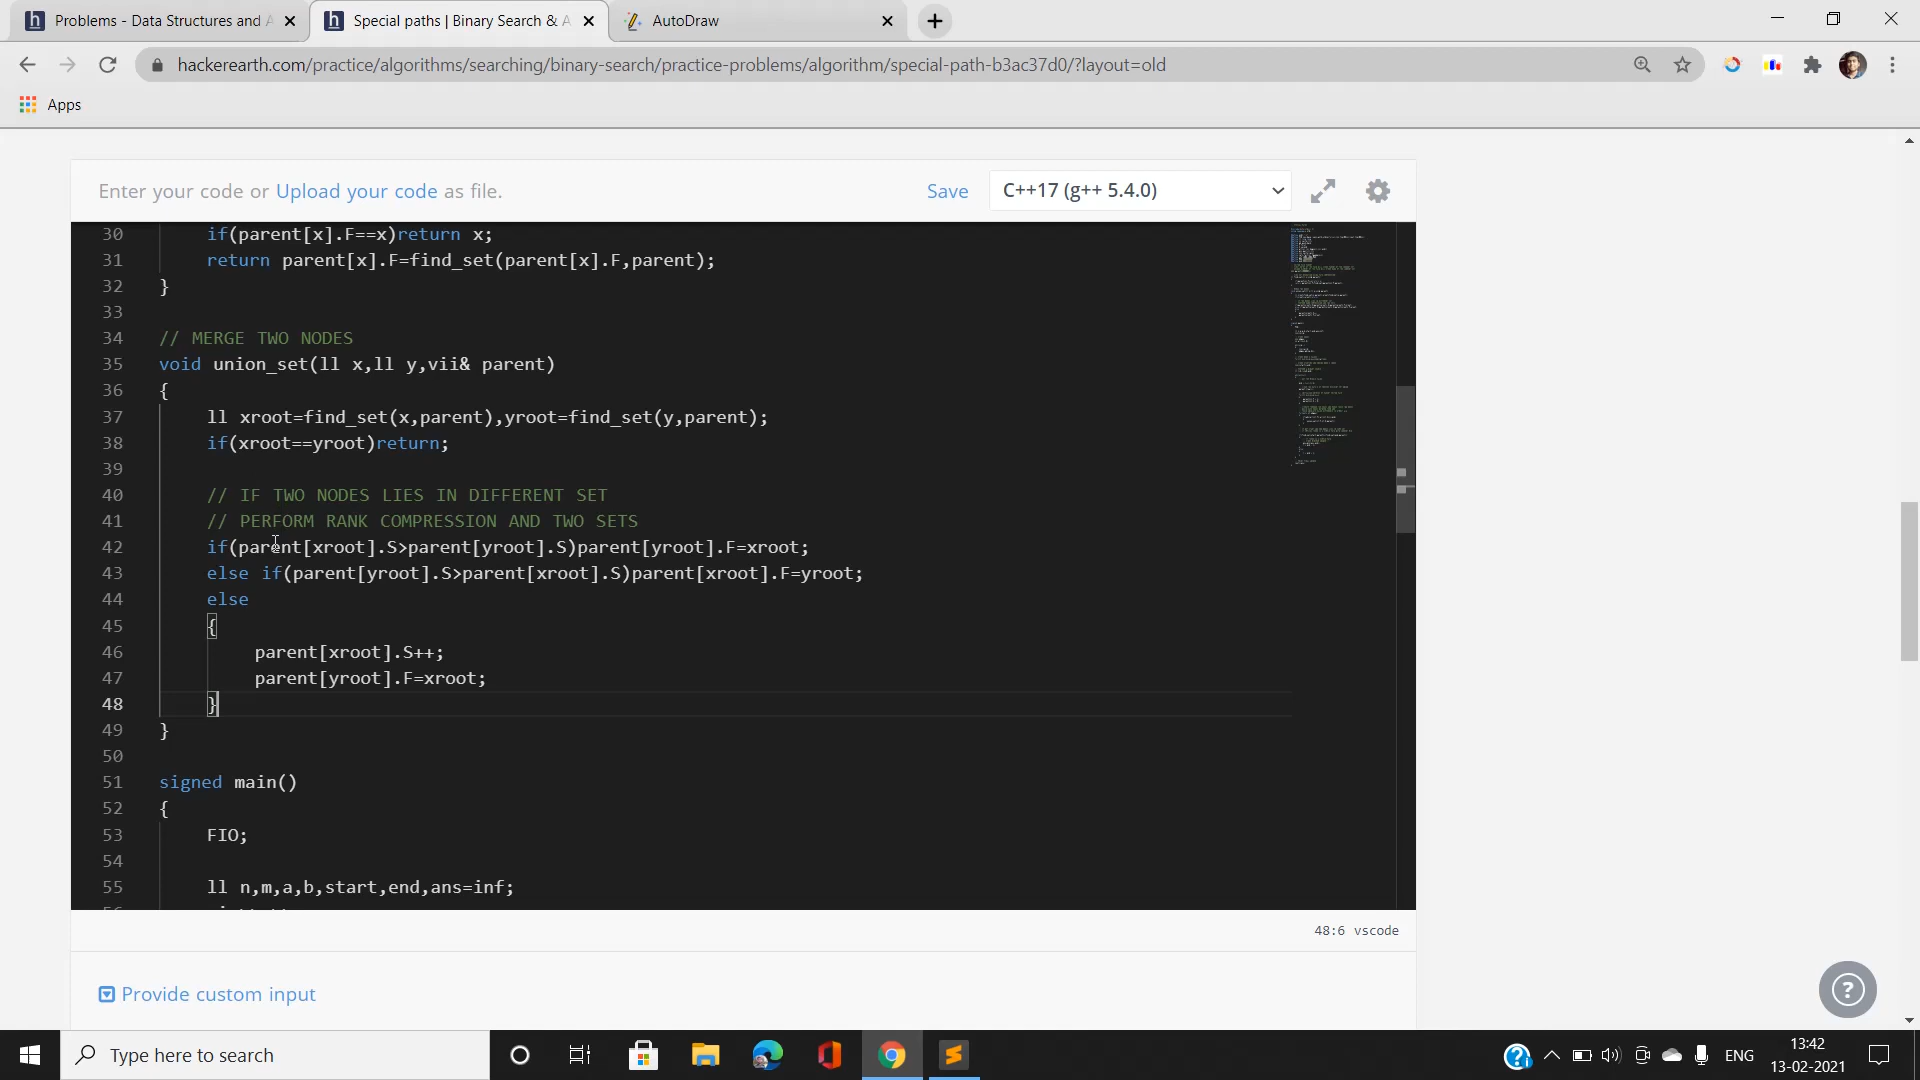 Problems - Data Structures and A
Special paths | Binary Search & A
AutoDraw
hackerearth.com/practice/algorithms/searching/binary-search/practice-problems/algorithm/special-path-b3ac37d0/?layout=old
Apps
Enter your code or Upload your code as file.
Save
C++17 (g++ 5.4.0)
30 if(parent[x].F==x)return x;
31 return parent[x].F=find_set(parent[x].F,parent);
32 }
33
34 // MERGE TWO NODES
35 void union_set(ll x,ll y,vii& parent)
36 {
37 ll xroot=find_set(x,parent),yroot=find_set(y,parent);
38 if(xroot==yroot)return;
39
40 // IF TWO NODES LIES IN DIFFERENT SET
41 // PERFORM RANK COMPRESSION AND TWO SETS
42 if(parent[xroot].S>parent[yroot].S)parent[yroot].F=xroot;
43 else if(parent[yroot].S>parent[xroot].S)parent[xroot].F=yroot;
44 else
45 {
46 parent[xroot].S++;
47 parent[yroot].F=xroot;
48 }
49 }
50
51 signed main()
52 {
53 FIO;
54
55 ll n,m,a,b,start,end,ans=inf;
48:6 vscode
Provide custom input
Type here to search
ENG
13:42
13-02-2021